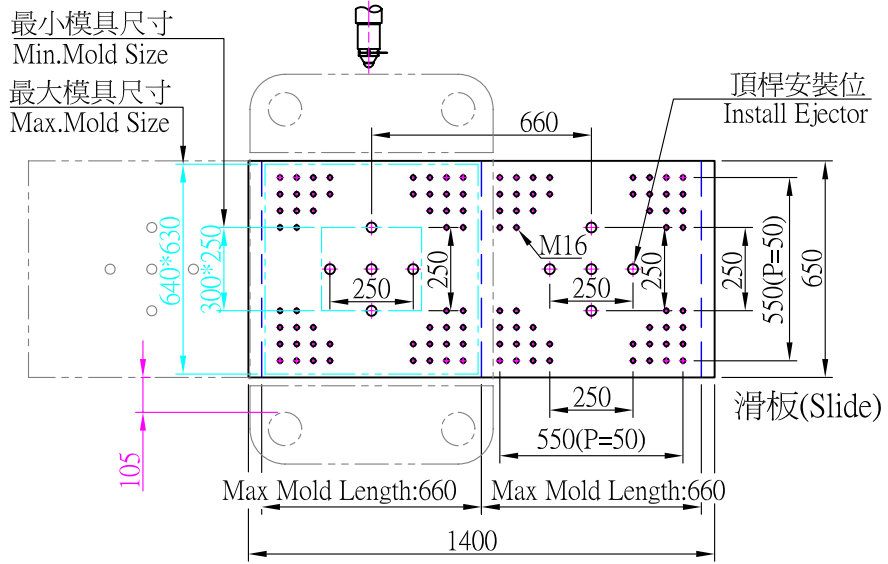 最小模具尺寸
Min.Mold Size
最大模具尺寸
Max.Mold Size
頂桿安裝位
Install Ejector
660
640*630
300*250
250
250
M16
250
250
250
550(P=50)
650
250
550(P=50)
滑板(Slide)
105
Max Mold Length:660
Max Mold Length:660
1400